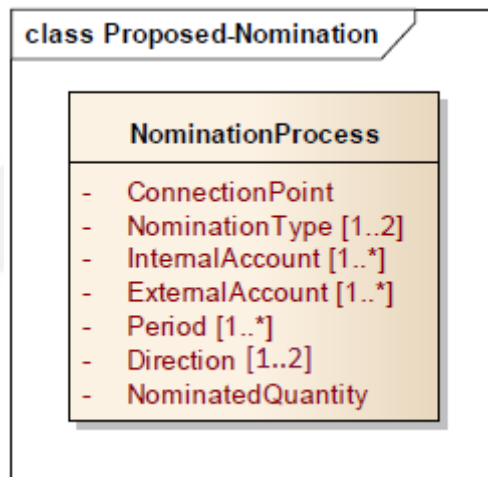 class Proposed-Nomination
NominationProcess
- ConnectionPoint
- NominationType [1..2]
- InternalAccount [1..*]
- ExternalAccount [1..*]
- Period [1..*]
- Direction [1..2]
- NominatedQuantity